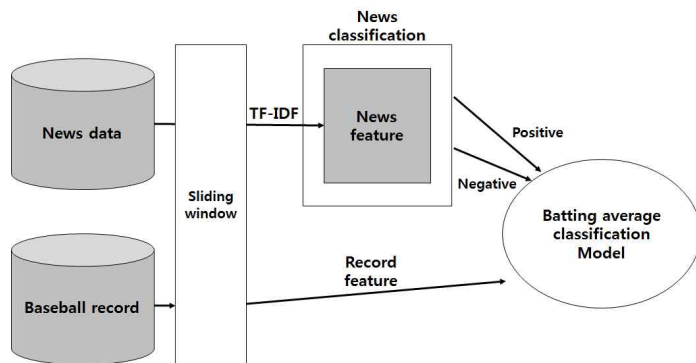 News
classification
News data
TF-IDF
News
feature
Positive
Negative
Sliding
window
Batting average
classification
Model
Record
feature
Baseball record